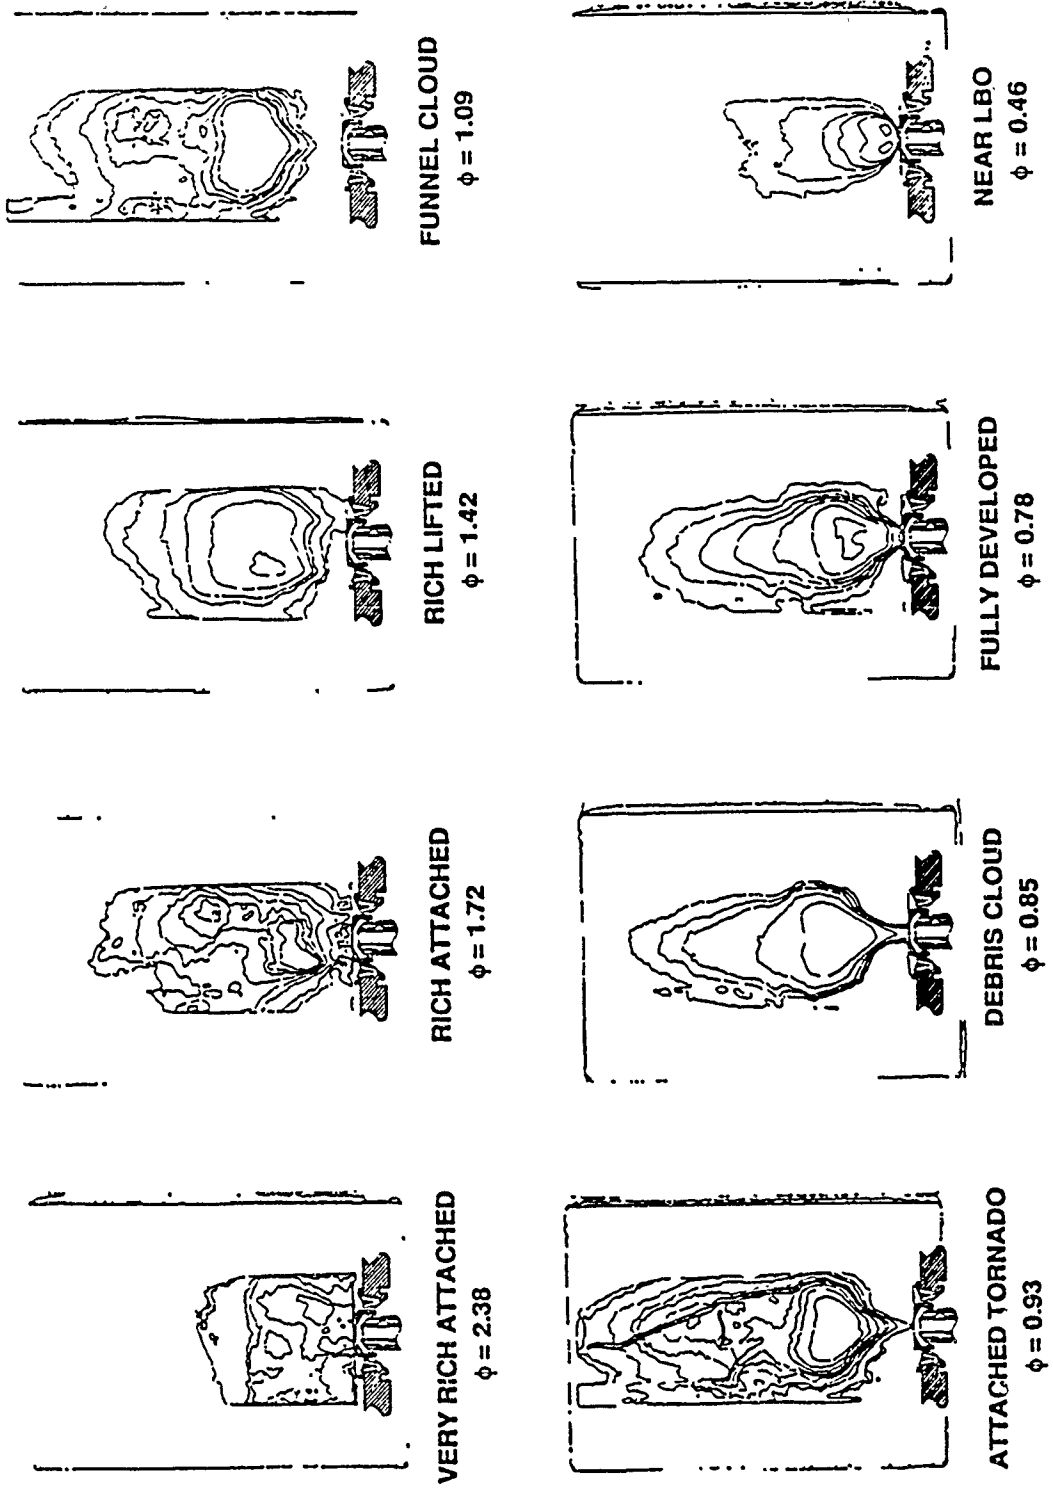 VERY RICH ATTACHED
ϕ = 2.38
RICH ATTACHED
ϕ = 1.72
RICH LIFTED
ϕ = 1.42
FUNNEL CLOUD
ϕ = 1.09
ATTACHED TORNADO
ϕ = 0.93
DEBRIS CLOUD
ϕ = 0.85
FULLY DEVELOPED
ϕ = 0.78
NEAR LBO
ϕ = 0.46